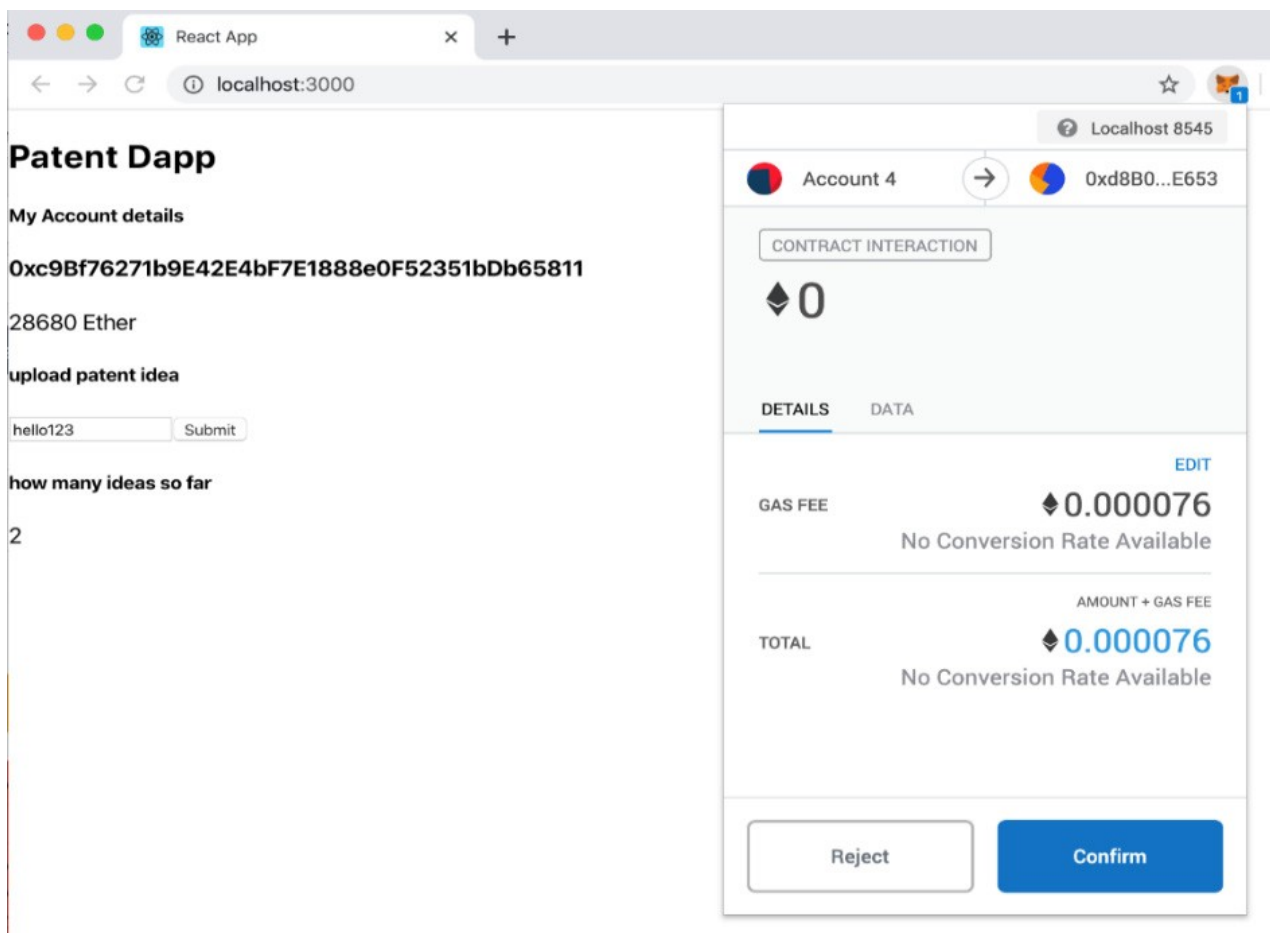 React App
localhost:3000
1
Localhost 8545
Patent Dapp
Account 4
0xd8B0...E653
My Account details
CONTRACT INTERACTION
0xc9Bf76271b9E42E4bF7E1888e0F52351bDb65811
0
28680 Ether
upload patent idea
DETAILS DATA
hello123 Submit
EDIT
how many ideas so far
GAS FEE 0.000076
2
No Conversion Rate Available
AMOUNT + GAS FEE
TOTAL 0.000076
No Conversion Rate Available
Reject Confirm